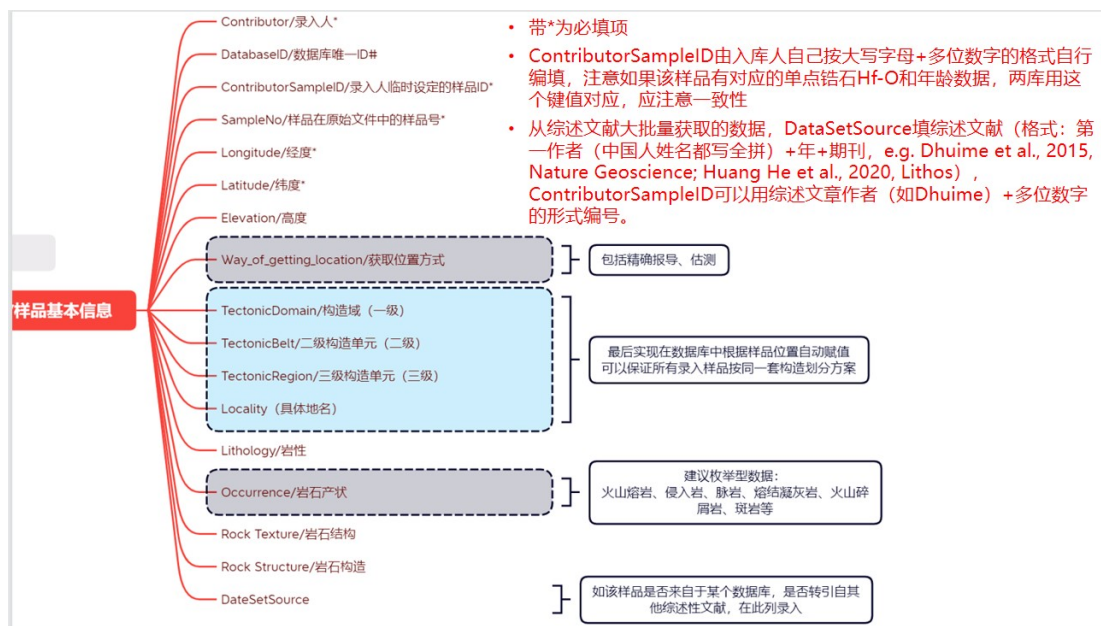 Contributor/录入人*
DatabaseID/数据库唯一ID#
ContributorSampleID/录入人临时设定的样品ID*
SampleNo/样品在原始文件中的样品号*
Longitude/经度*
Latitude/纬度*
Elevation/高度
Way_of_getting_location/获取位置方式
包括精确报导、估测
样品基本信息
TectonicDomain/构造域（一级）
TectonicBelt/二级构造单元（二级）
TectonicRegion/三级构造单元（三级）
Locality（具体地名）
最后实现在数据库中根据样品位置自动赋值
可以保证所有录入样品按同一套构造划分方案
Lithology/岩性
Occurrence/岩石产状
建议枚举型数据：
火山熔岩、侵入岩、脉岩、熔结凝灰岩、火山碎
屑岩、斑岩等
Rock Texture/岩石结构
Rock Structure/岩石构造
DateSetSource
如该样品是否来自于某个数据库，是否转引自其
他综述性文献，在此列录入
• 带*为必填项
• ContributorSampleID由入库人自己按大写字母+多位数字的格式自行
编填，注意如果该样品有对应的单点锆石Hf-O和年龄数据，两库用这
个键值对应，应注意一致性
• 从综述文献大批量获取的数据，DataSetSource填综述文献（格式：第
一作者（中国人姓名都写全拼）+年+期刊，e.g. Dhuime et al., 2015,
Nature Geoscience; Huang He et al., 2020, Lithos），
ContributorSampleID可以用综述文章作者（如Dhuime）+多位数字
的形式编号。